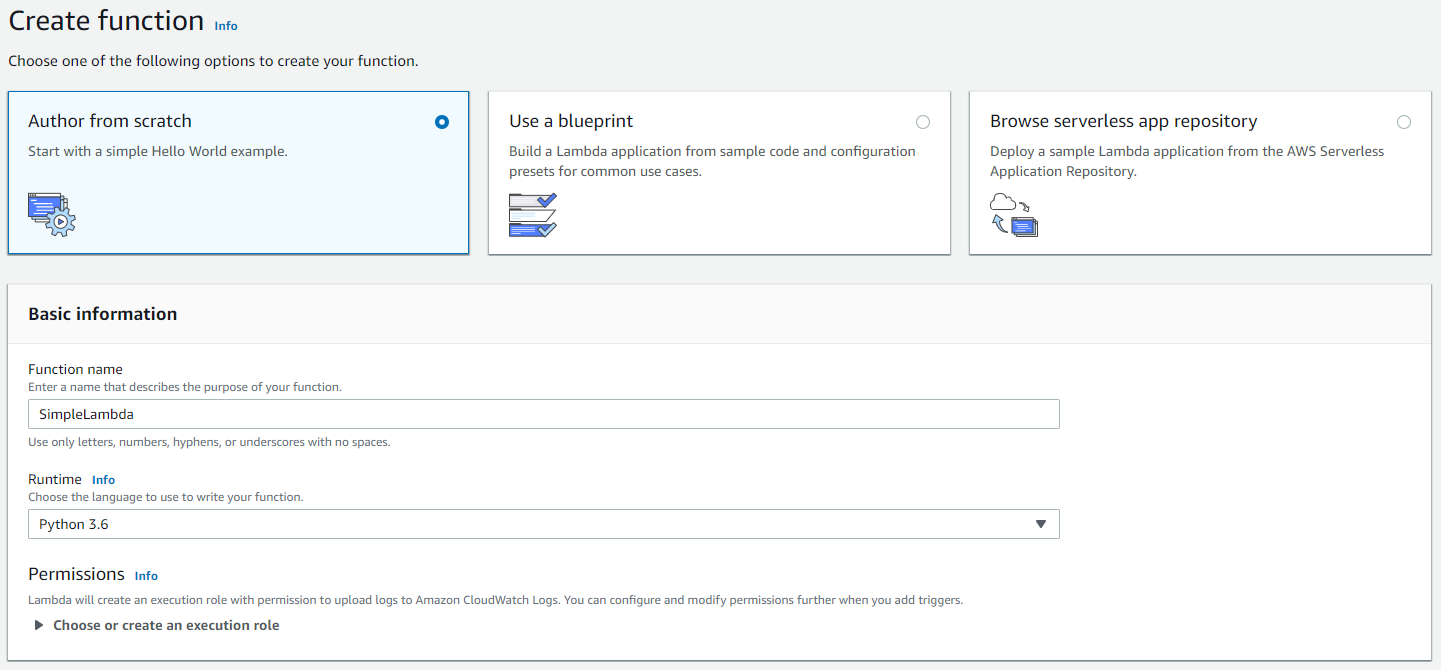 Create function Info
Choose one of the following options to create your function.
Author from scratch
Start with a simple Hello World example.
Use a blueprint
Build a Lambda application from sample code and configuration
presets for common use cases.
Browse serverless app repository
Deploy a sample Lambda application from the AWS Serverless
Application Repository.
Basic information
Function name
Enter a name that describes the purpose of your function.
SimpleLambda
Use only letters, numbers, hyphens, or underscores with no spaces.
Runtime Info
Choose the language to use to write your function.
Python 3.6
Permissions Info
Lambda will create an execution role with permission to upload logs to Amazon CloudWatch Logs. You can configure and modify permissions further when you add triggers.
Choose or create an execution role